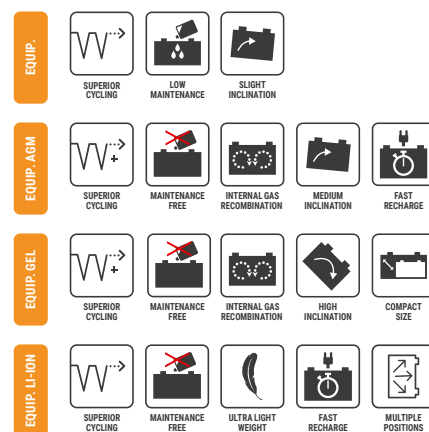 EQUIP.
SUPERIOR
CYCLING
LOW
MAINTENANCE
SLIGHT
INCLINATION
EQUIP. AGM
SUPERIOR
CYCLING
MAINTENANCE
FREE
INTERNAL GAS
RECOMBINATION
MEDIUM
INCLINATION
FAST
RECHARGE
EQUIP. GEL
SUPERIOR
CYCLING
MAINTENANCE
FREE
INTERNAL GAS
RECOMBINATION
HIGH
INCLINATION
COMPACT
SIZE
EQUIP. LI-ION
SUPERIOR
CYCLING
MAINTENANCE
FREE
ULTRA LIGHT
WEIGHT
FAST
RECHARGE
MULTIPLE
POSITIONS